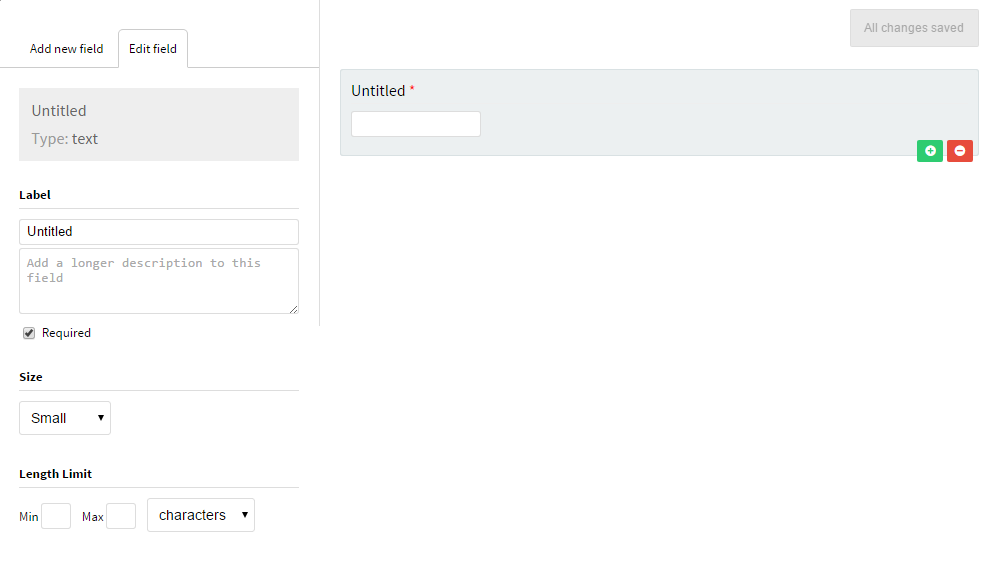 Add new field
Edit field
All changes saved
Untitled
Type: text
Label
Untitled
Add a longer description to this
field
Required
Size
Small
Length Limit
Min
Max
characters
Untitled *